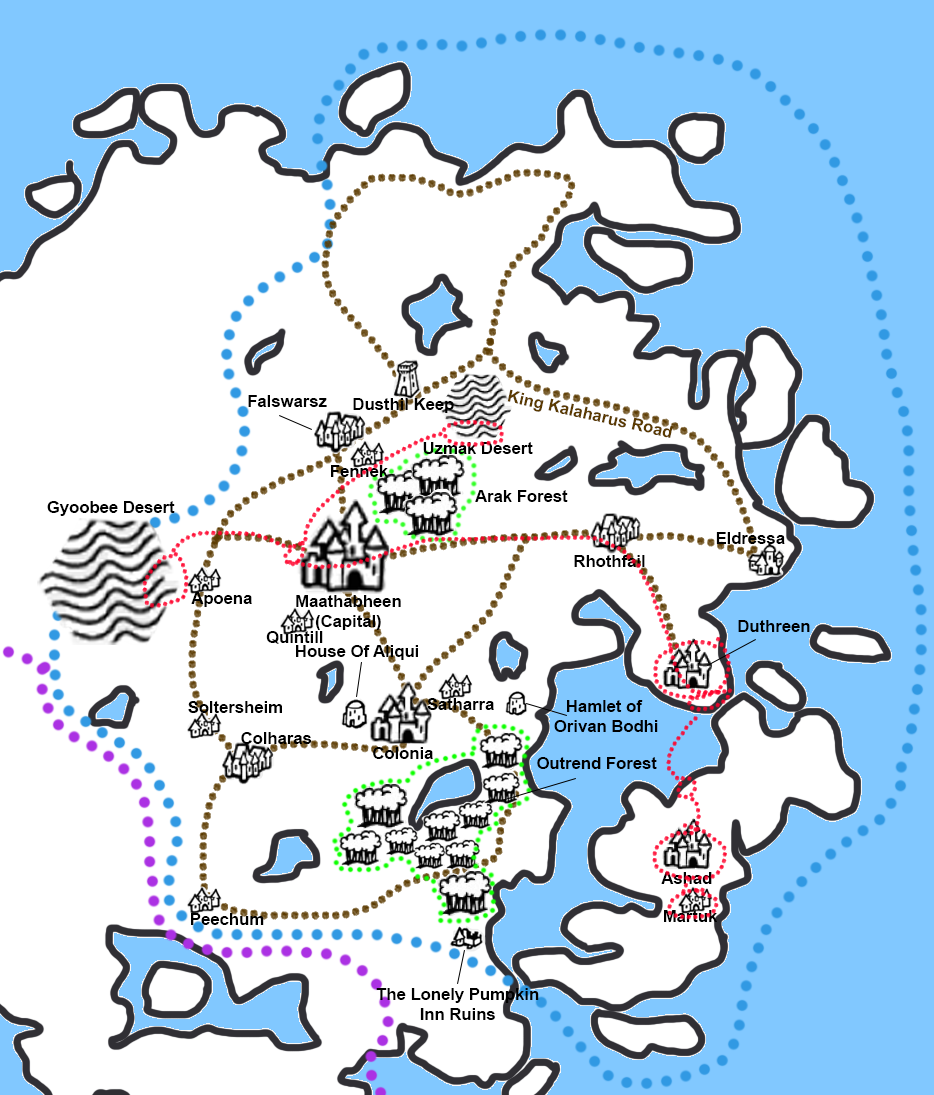 Falswarsz
Dusthil Keep
King Kalaharus Road
Uzmak Desert
Fennek
Arak Forest
Gyoobee Desert
Eldressa
Rhothfail
Apoena
Maathabheen
(Capital)
Quintill
House Of Aliqui
Duthreen
Satharra
Soltersheim
Hamlet of
Orivan Bodhi
Colharas
Colonia
Outrend Forest
Ashad
Martuk
Peechum
The Lonely Pumpkin
Inn Ruins